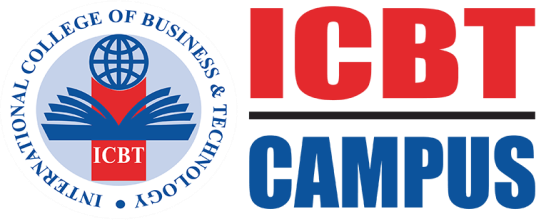 INTERNATIONAL COLLEGE OF BUSINESS & TECHNOLOGY
ICBT
ICBT
CAMPUS